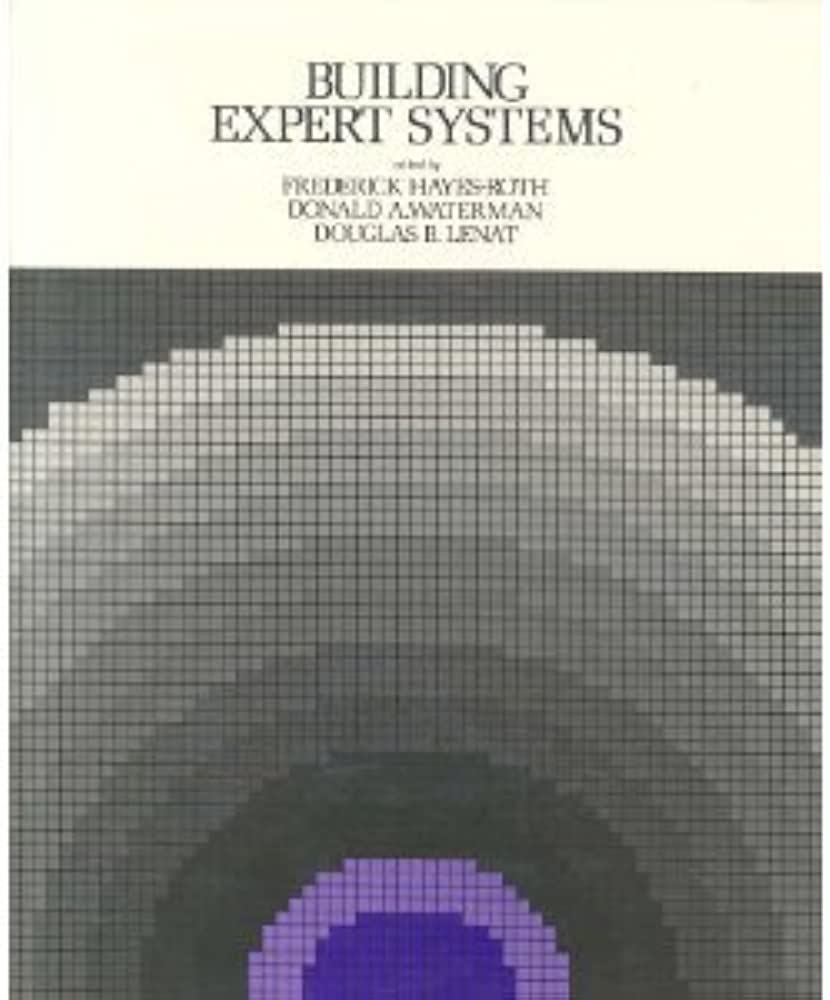 BUILDING
EXPERT SYSTEMS
edited by
FREDERICK HAYES-ROTH
DONALD A. WATERMAN
DOUGLAS B. LENAT